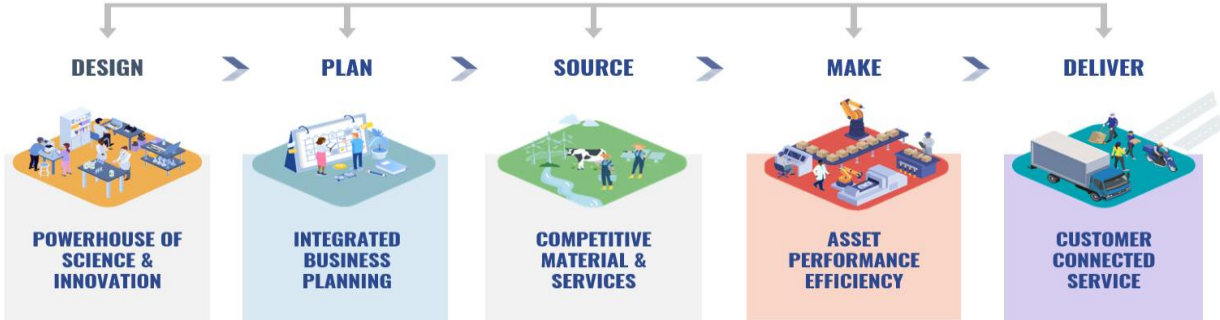 DESIGN
PLAN
SOURCE
MAKE
DELIVER
POWERHOUSE OF
SCIENCE &
INNOVATION
INTEGRATED
BUSINESS
PLANNING
COMPETITIVE
MATERIAL &
SERVICES
ASSET
PERFORMANCE
EFFICIENCY
CUSTOMER
CONNECTED
SERVICE